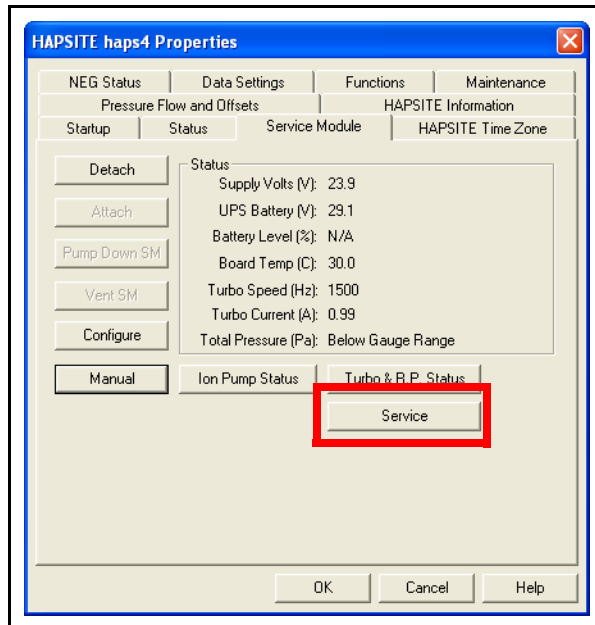 HAPSITE haps4 Properties
NEG Status Data Settings Functions Maintenance
Pressure Flow and Offsets HAPSITE Information
Startup Status Service Module HAPSITE Time Zone
Detach
Attach
Pump Down SM
Vent SM
Configure
Status
Supply Volts (V): 23.9
UPS Battery (V): 29.1
Battery Level (%): N/A
Board Temp (C): 30.0
Turbo Speed (Hz): 1500
Turbo Current (A): 0.99
Total Pressure (Pa): Below Gauge Range
Manual Ion Pump Status Turbo & R.P. Status
Service
OK Cancel Help